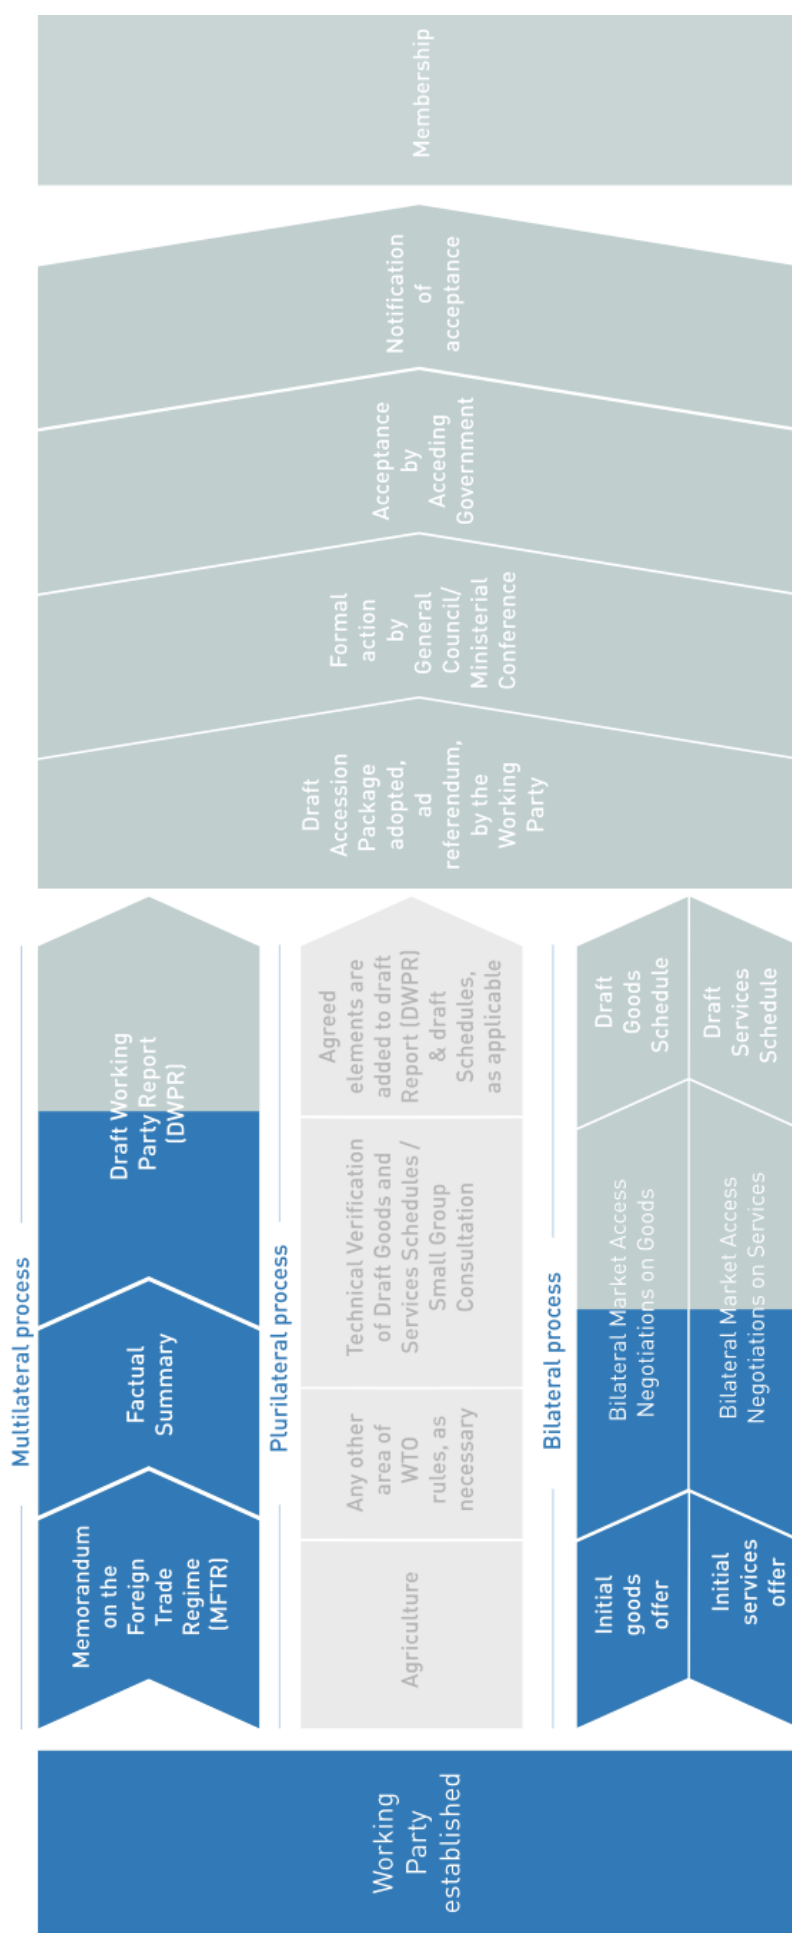 Working
Party
established
Multilateral process
Memorandum
on the
Foreign
Trade
Regime
(MFTR)
Factual
Summary
Draft Working
Party Report
(DWPR)
Plurilateral process
Agriculture
Any other
area of
WTO
rules, as
necessary
Technical Verification
of Draft Goods and
Services Schedules /
Small Group
Consultation
Agreed
elements are
added to draft
Report (DWPR)
& draft
Schedules,
as applicable
Bilateral process
Initial
goods
offer
Bilateral Market Access
Negotiations on Goods
Draft
Goods
Schedule
Initial
services
offer
Bilateral Market Access
Negotiations on Services
Draft
Services
Schedule
Draft
Accession
Package
adopted,
ad
referendum,
by the
Working
Party
Formal
action
by
General
Council/
Ministerial
Conference
Acceptance
by
Acceding
Government
Notification
of
acceptance
Membership